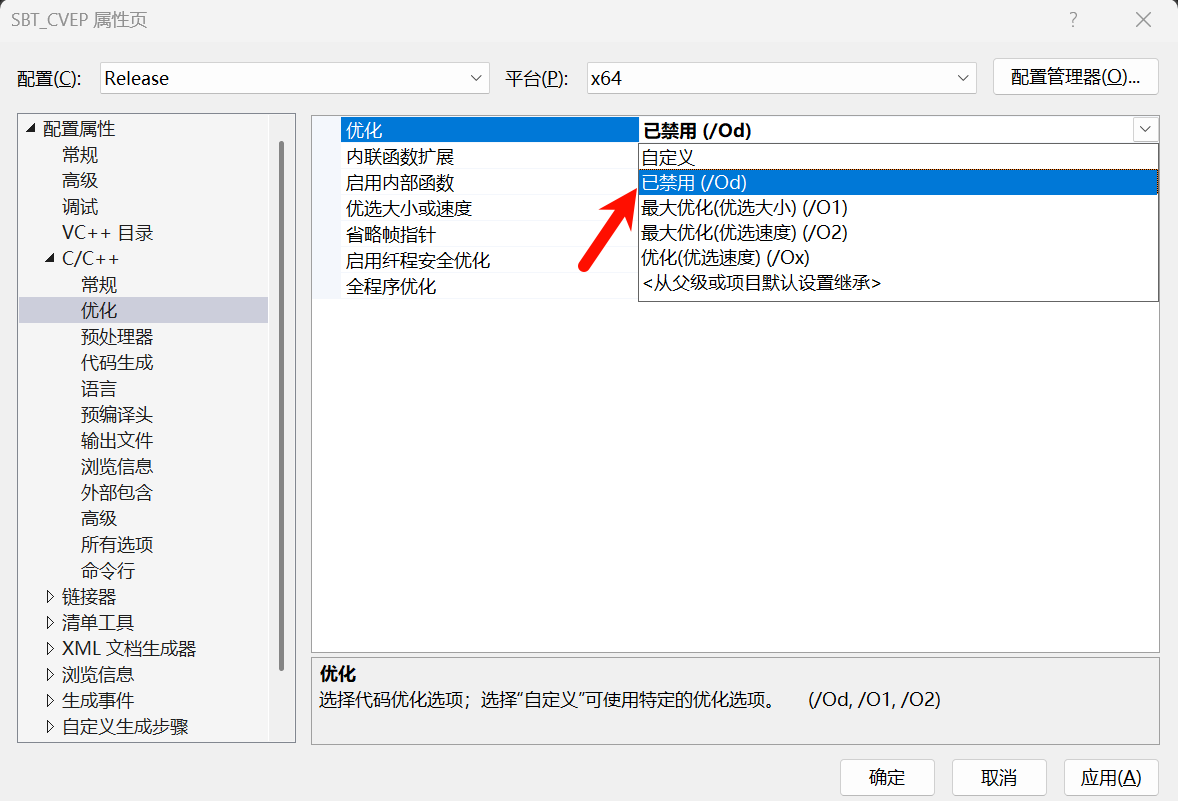 SBT_CVEP 属性页
配置(C): Release 平台(P): x64 配置管理器(O)...
配置属性
常规
高级
调试
VC++ 目录
C/C++
常规
优化
预处理器
代码生成
语言
预编译头
输出文件
浏览信息
外部包含
高级
所有选项
命令行
链接器
清单工具
XML 文档生成器
浏览信息
生成事件
自定义生成步骤
优化 已禁用 (/Od)
内联函数扩展
启用内部函数
优选大小或速度
省略帧指针
启用纤程安全优化
全程序优化
自定义
已禁用 (/Od)
最大优化(优选大小) (/O1)
最大优化(优选速度) (/O2)
优化(优选速度) (/Ox)
<从父级或项目默认设置继承>
优化
选择代码优化选项；选择“自定义”可使用特定的优化选项。 (/Od, /O1, /O2)
确定 取消 应用(A)